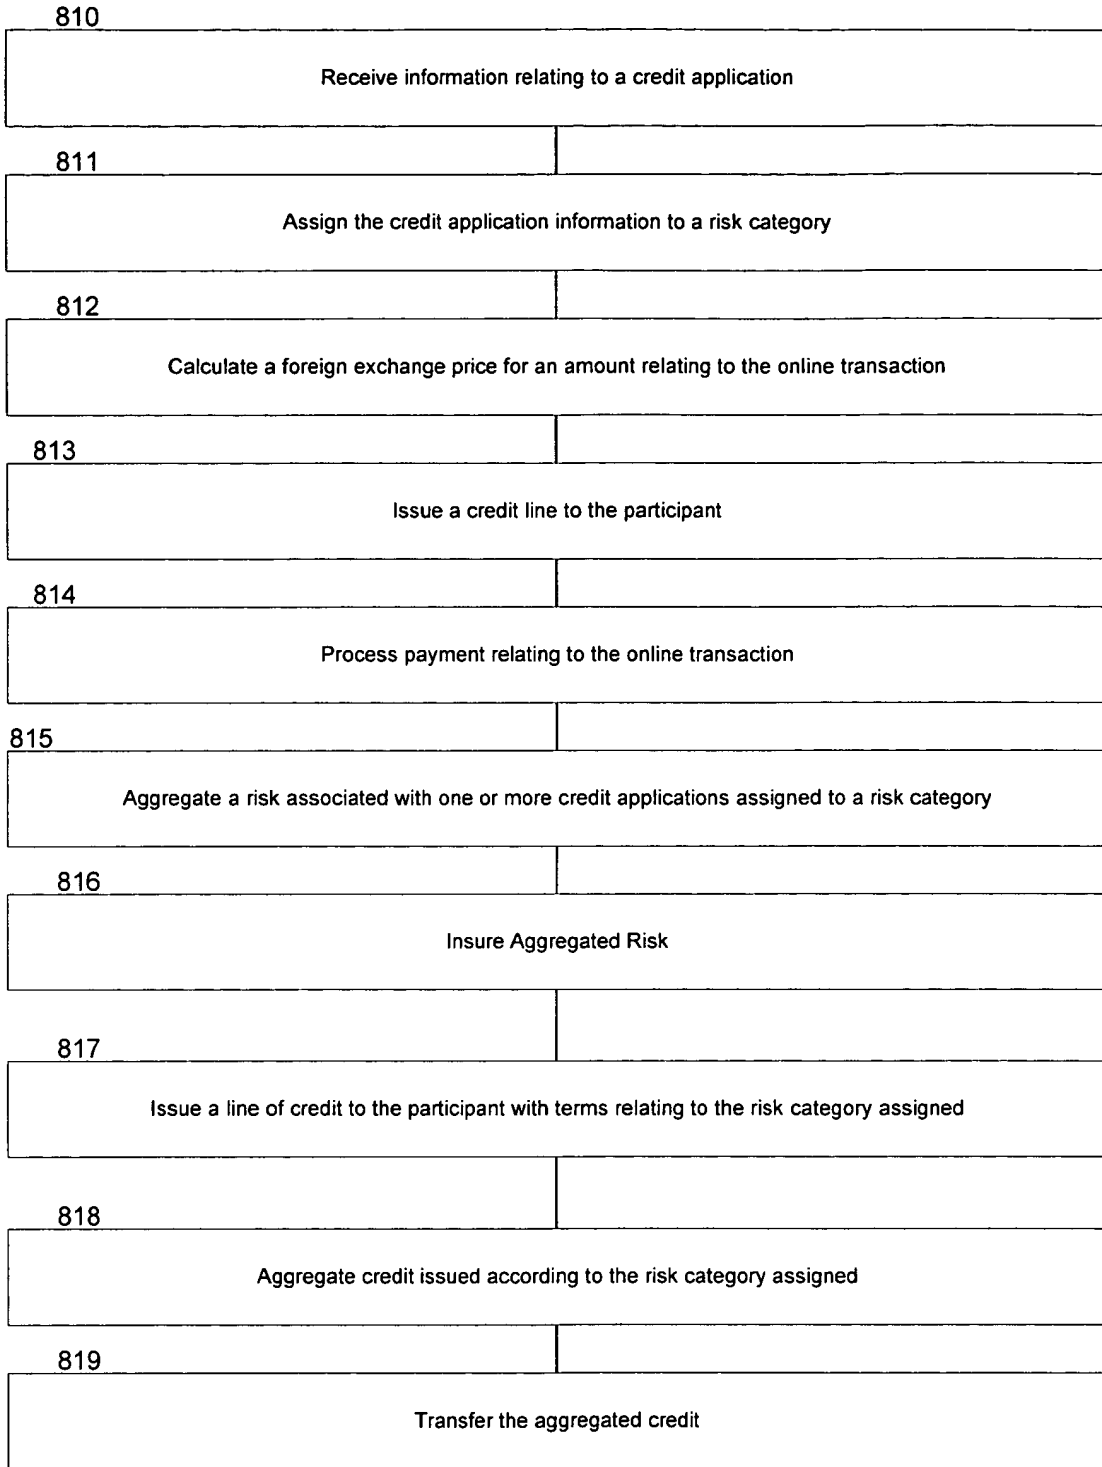 810
Receive information relating to a credit application
811
Assign the credit application information to a risk category
812
Calculate a foreign exchange price for an amount relating to the online transaction
813
Issue a credit line to the participant
814
Process payment relating to the online transaction
815
Aggregate a risk associated with one or more credit applications assigned to a risk category
816
Insure Aggregated Risk
817
Issue a line of credit to the participant with terms relating to the risk category assigned
818
Aggregate credit issued according to the risk category assigned
819
Transfer the aggregated credit